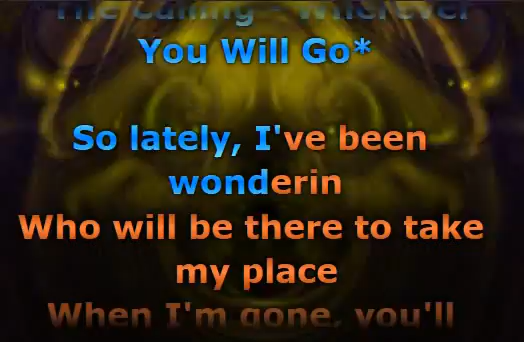 *The Calling - Wherever
You Will Go*
So lately, I've been
wonderin
Who will be there to take
my place
When I'm gone, you'll